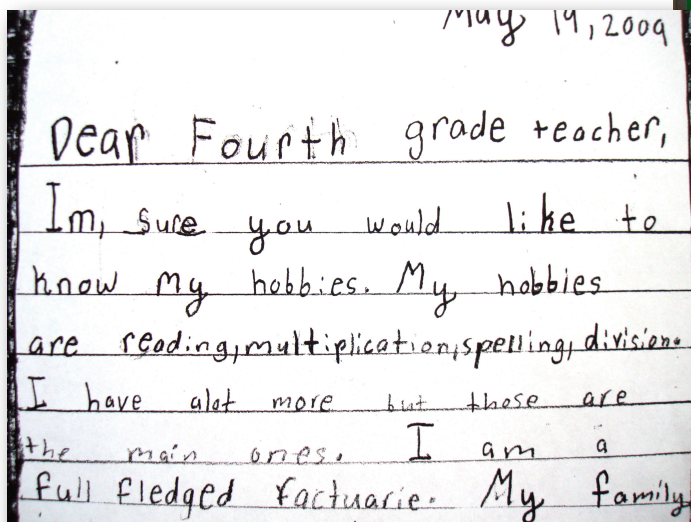 May 19, 2009
Dear Fourth grade teacher,
Im, sure you would like to
know my hobbies. My hobbies
are reading, multiplication, spelling, division.
I have alot more but those are
the main ones. I am a
full fledged factuarie. My family